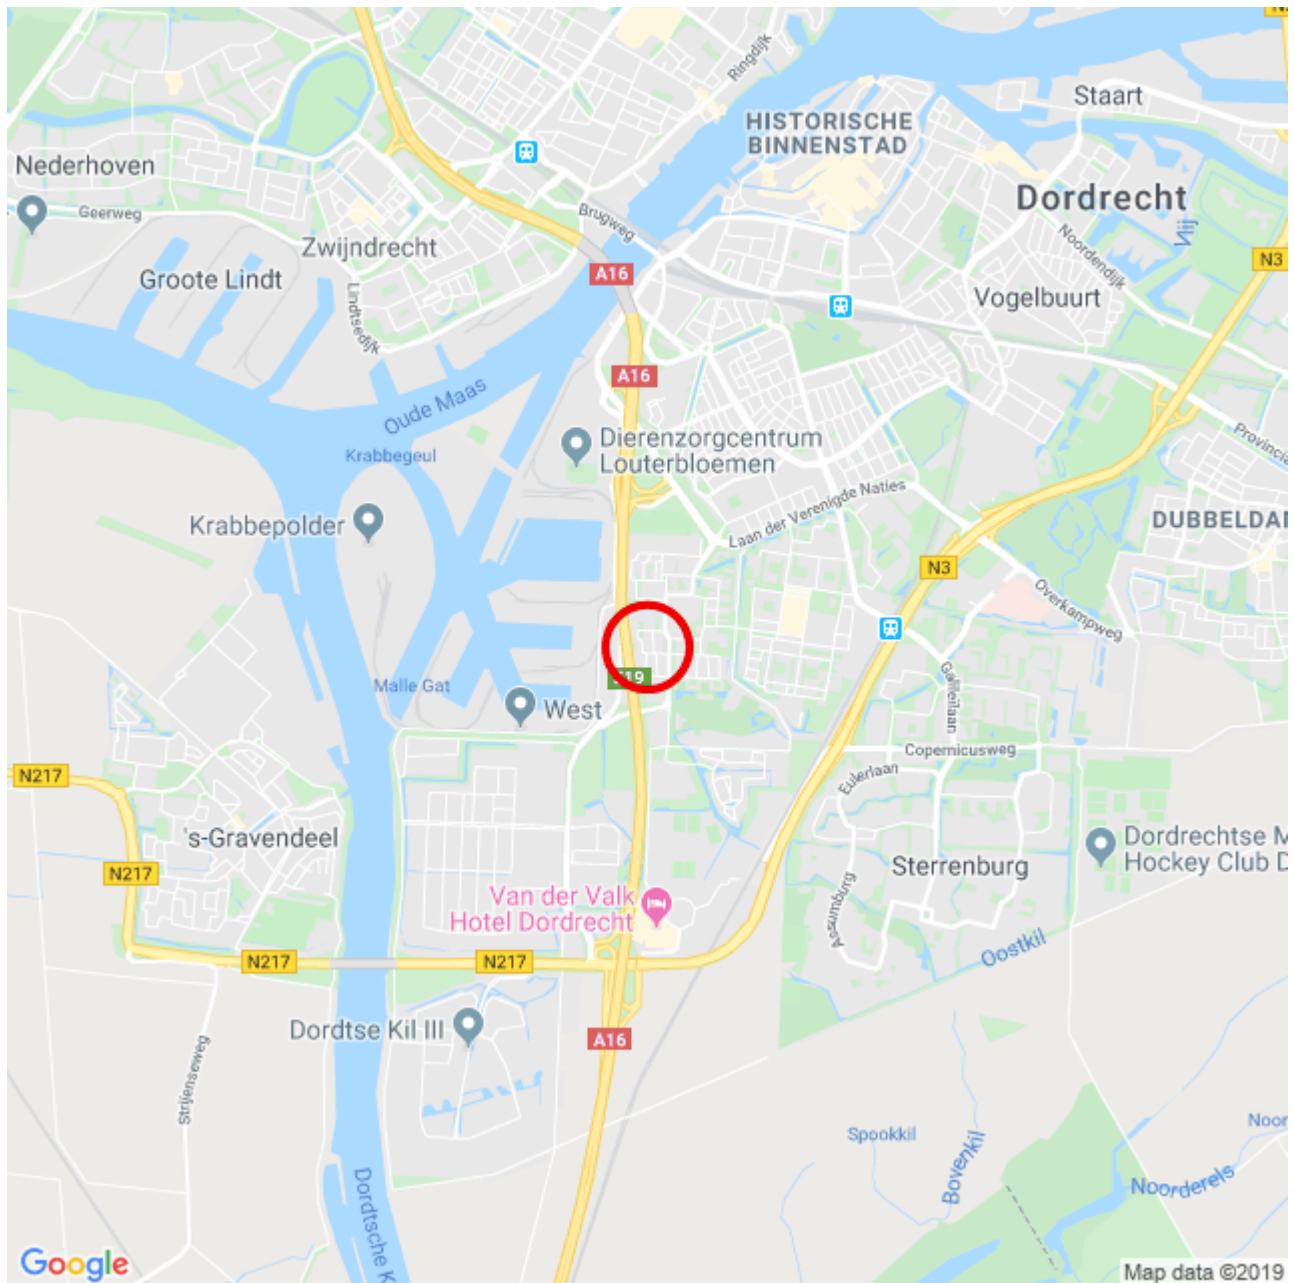 Ringdijk
Staart
HISTORISCHE
BINNENSTAD
Nederhoven
Dordrecht
Geerweg
Brugweg
Vlij
Noordendijk
Zwijndrecht
N3
A16
Groote Lindt
Vogelbuurt
Lindtsedijk
A16
Oude Maas
Dierenzorgcentrum
Louterbloemen
Krabbegeul
Provincia
Laan der Verenigde Naties
Krabbepolder
DUBBELDA
N3
Overkampweg
Malle Gat
Galileilaan
West
Copernicusweg
N217
Eulerlaan
's-Gravendeel
Dordrechtse M
Hockey Club D
N217
Sterrenburg
Van der Valk
Hotel Dordrecht
Assumburg
Oostkil
N217
N217
Dordtse Kil III
A16
Strijenseweg
Spookkil
Bovenkil
Noor
Noorderels
Dordtsche K
Google
Map data ©2019